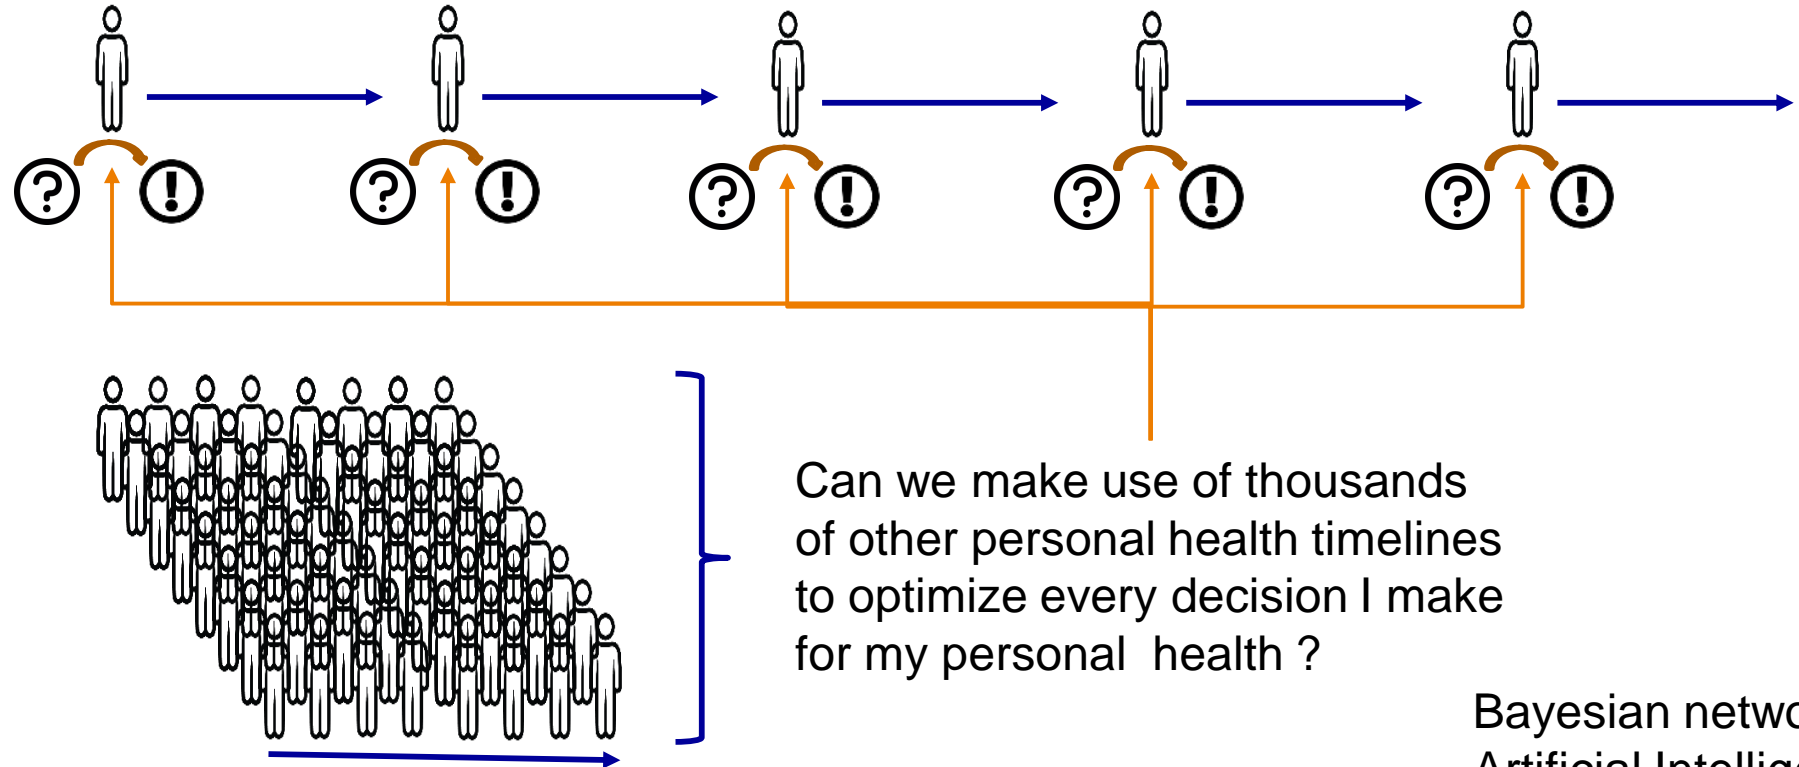 ? ! ? ! ? ! ? ! ? !
Can we make use of thousands
of other personal health timelines
to optimize every decision I make
for my personal health ?
Bayesian
Artificial